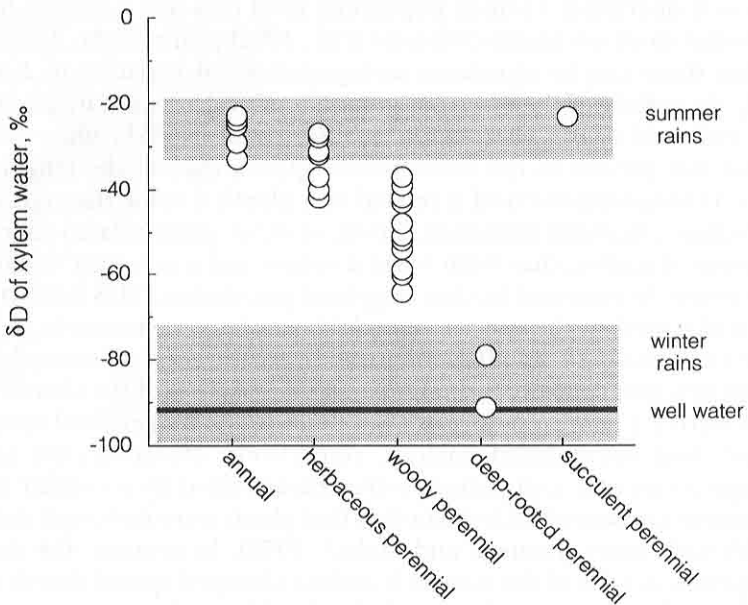 δD of xylem water, ‰
-0
-20
-40
-60
-80
-100
summer
rains
winter
rains
well water
annual
herbaceous perennial
woody perennial
deep-rooted perennial
succulent perennial